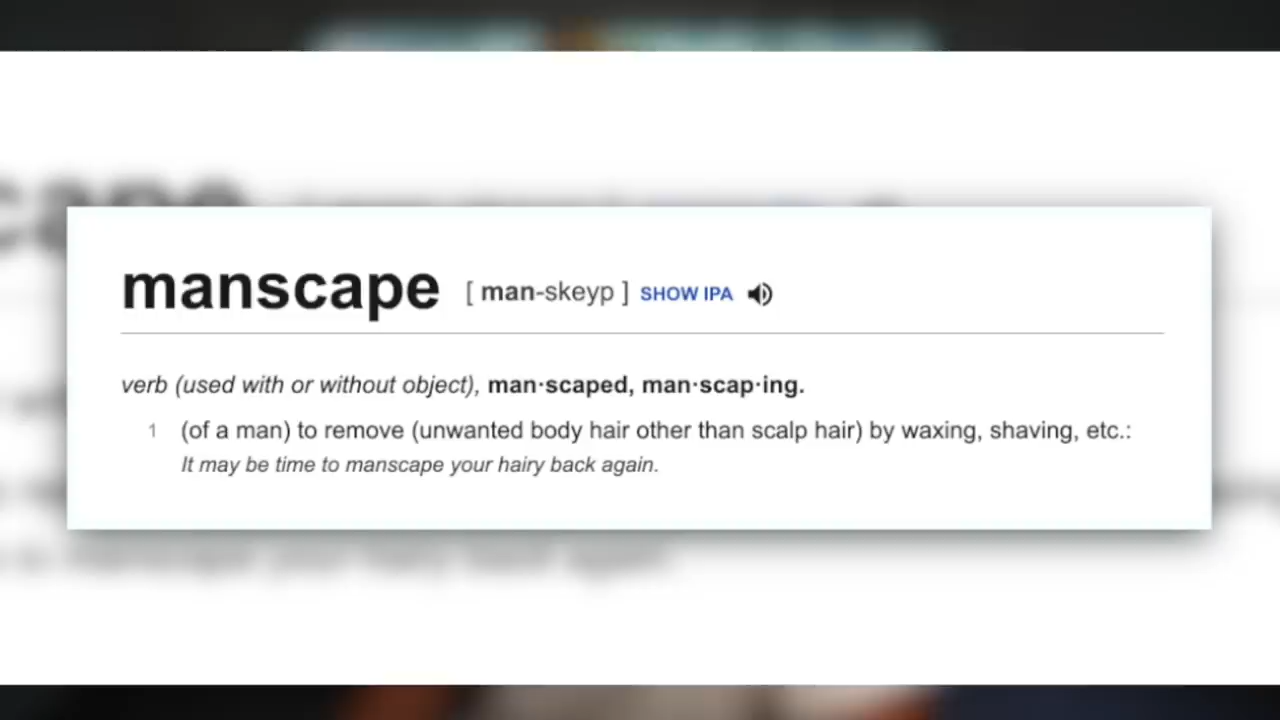 manscape [ man-skeyp ] SHOW IPA
verb (used with or without object), man·scaped, man·scap·ing.
1 (of a man) to remove (unwanted body hair other than scalp hair) by waxing, shaving, etc.:
It may be time to manscape your hairy back again.